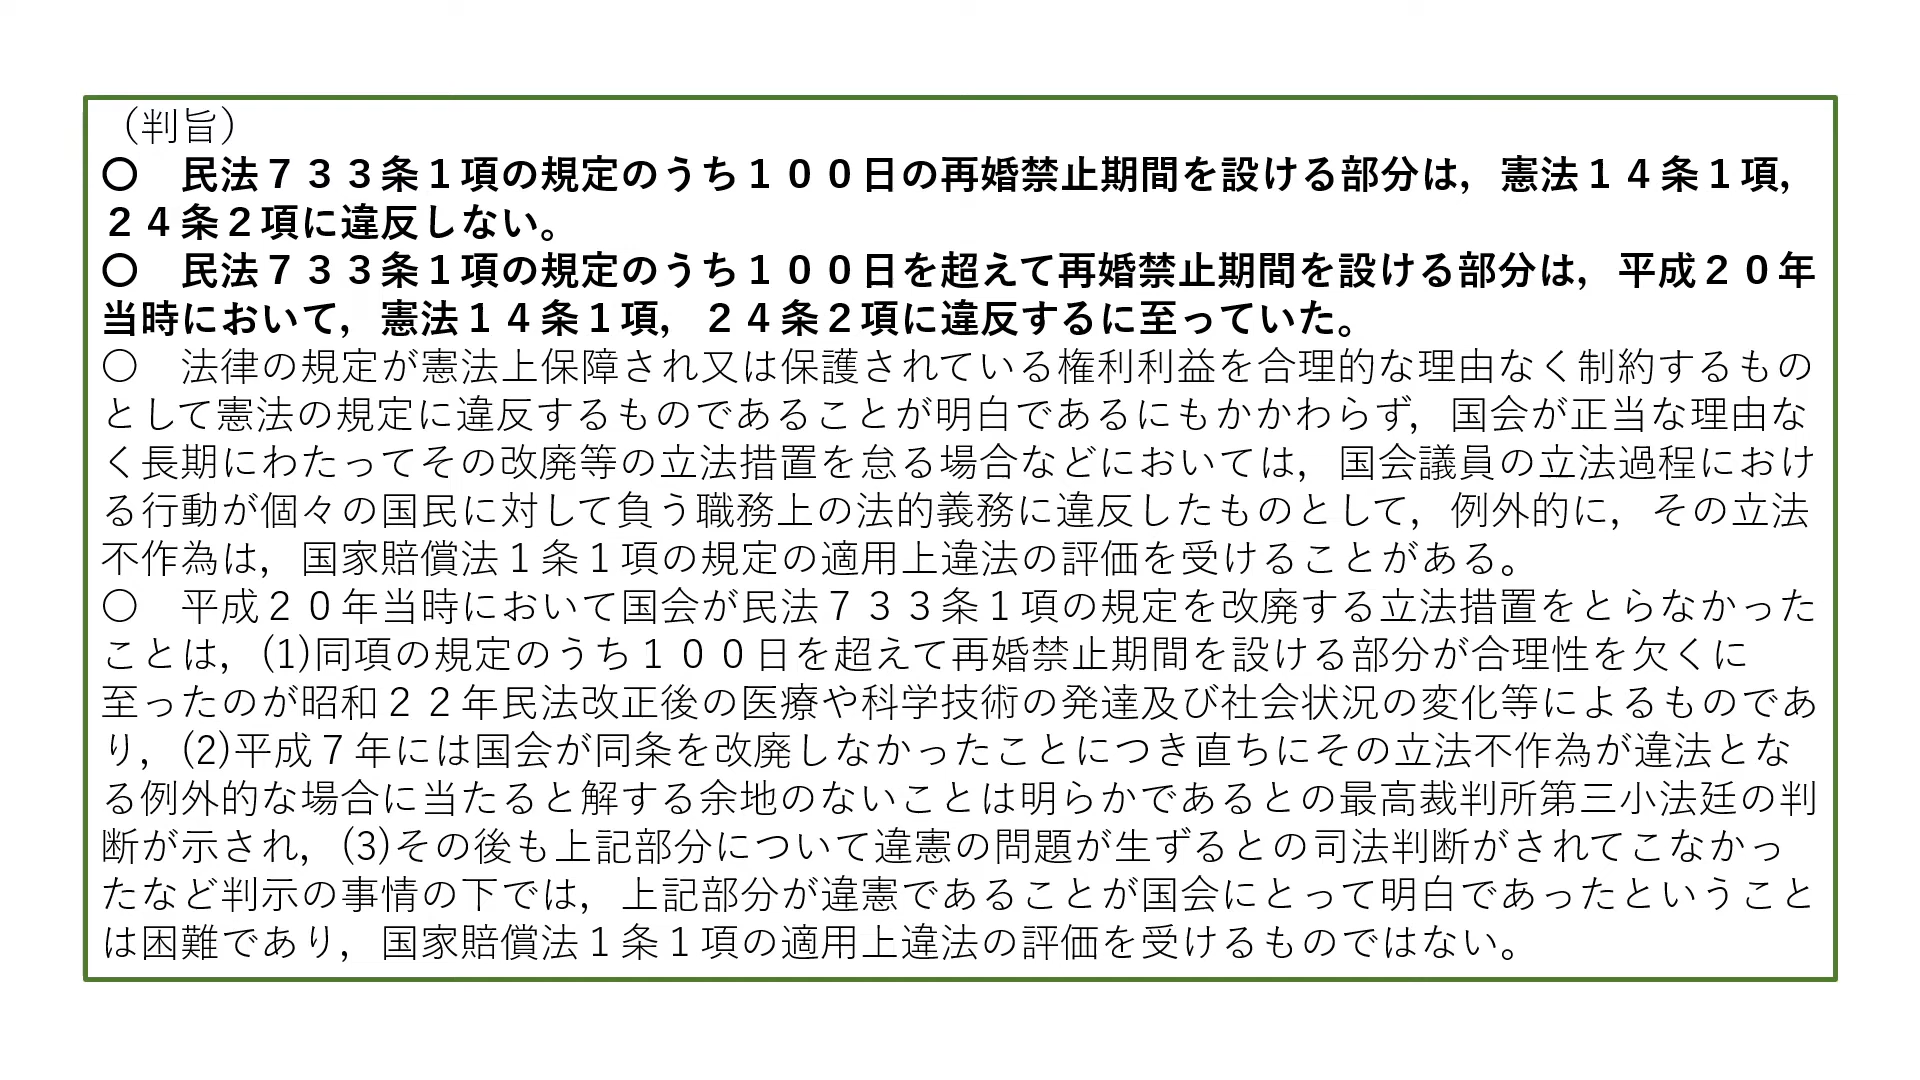 （判旨）
〇　民法７３３条１項の規定のうち１００日の再婚禁止期間を設ける部分は，憲法１４条１項，
２４条２項に違反しない。
〇　民法７３３条１項の規定のうち１００日を超えて再婚禁止期間を設ける部分は，平成２０年
当時において，憲法１４条１項，２４条２項に違反するに至っていた。
〇　法律の規定が憲法上保障され又は保護されている権利利益を合理的な理由なく制約するもの
として憲法の規定に違反するものであることが明白であるにもかかわらず，国会が正当な理由な
く長期にわたってその改廃等の立法措置を怠る場合などにおいては，国会議員の立法過程におけ
る行動が個々の国民に対して負う職務上の法的義務に違反したものとして，例外的に，その立法
不作為は，国家賠償法１条１項の規定の適用上違法の評価を受けることがある。
〇　平成２０年当時において国会が民法７３３条１項の規定を改廃する立法措置をとらなかった
ことは，(1)同項の規定のうち１００日を超えて再婚禁止期間を設ける部分が合理性を欠くに
至ったのが昭和２２年民法改正後の医療や科学技術の発達及び社会状況の変化等によるものであ
り，(2)平成７年には国会が同条を改廃しなかったことにつき直ちにその立法不作為が違法とな
る例外的な場合に当たると解する余地のないことは明らかであるとの最高裁判所第三小法廷の判
断が示され，(3)その後も上記部分について違憲の問題が生ずるとの司法判断がされてこなかっ
たなど判示の事情の下では，上記部分が違憲であることが国会にとって明白であったということ
は困難であり，国家賠償法１条１項の適用上違法の評価を受けるものではない。